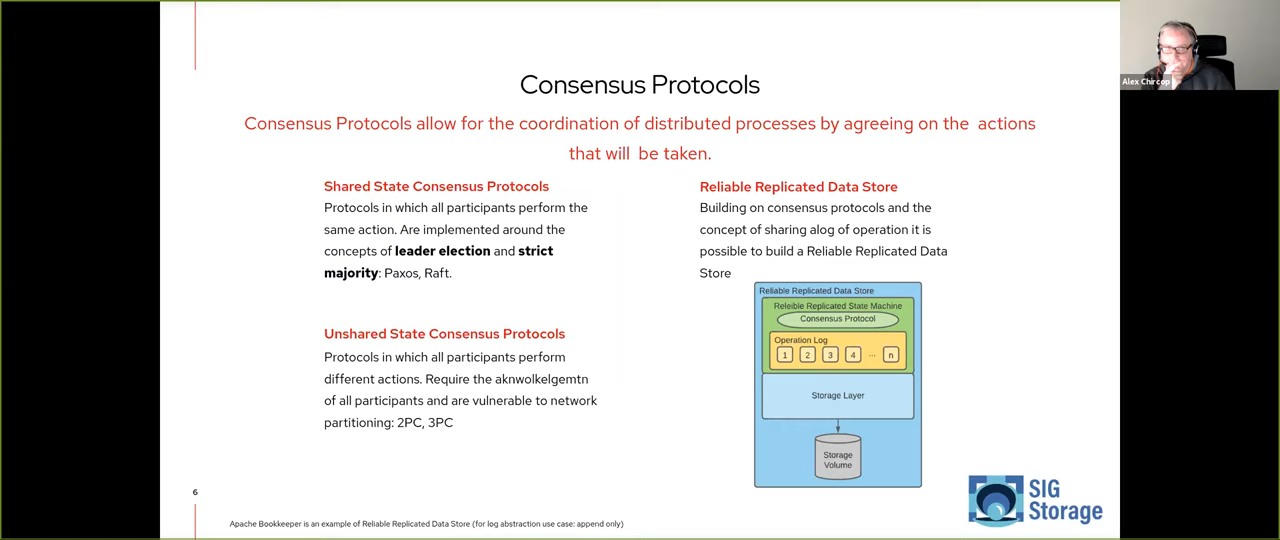 Alex Chircop
Consensus Protocols
Consensus Protocols allow for the coordination of distributed processes by agreeing on the actions
that will be taken.
Shared State Consensus Protocols
Protocols in which all participants perform the
same action. Are implemented around the
concepts of leader election and strict
majority: Paxos, Raft.
Unshared State Consensus Protocols
Protocols in which all participants perform
different actions. Require the aknwolkelgemtn
of all participants and are vulnerable to network
partitioning: 2PC, 3PC
Reliable Replicated Data Store
Building on consensus protocols and the
concept of sharing alog of operation it is
possible to build a Reliable Replicated Data
Store
Reliable Replicated Data Store
Releible Replicated State Machine
Consensus Protocol
Operation Log
1 2 3 4 ... n
Storage Layer
Storage
Volume
6
Apache Bookkeeper is an example of Reliable Replicated Data Store (for log abstraction use case: append only)
SIG
Storage